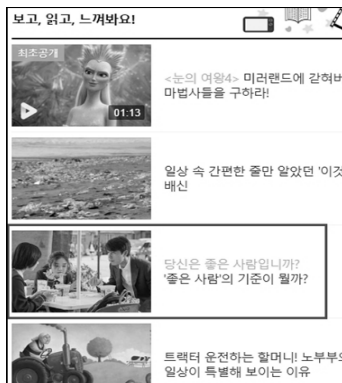 보고, 읽고, 느껴봐요!
최초공개
01:13
<눈의 여왕4> 미러랜드에 갇혀버
마법사들을 구하라!
일상 속 간편한 줄만 알았던 '이것
배신
당신은 좋은 사람입니까?
'좋은 사람'의 기준이 뭘까?
트랙터 운전하는 할머니! 노부부의
일상이 특별해 보이는 이유